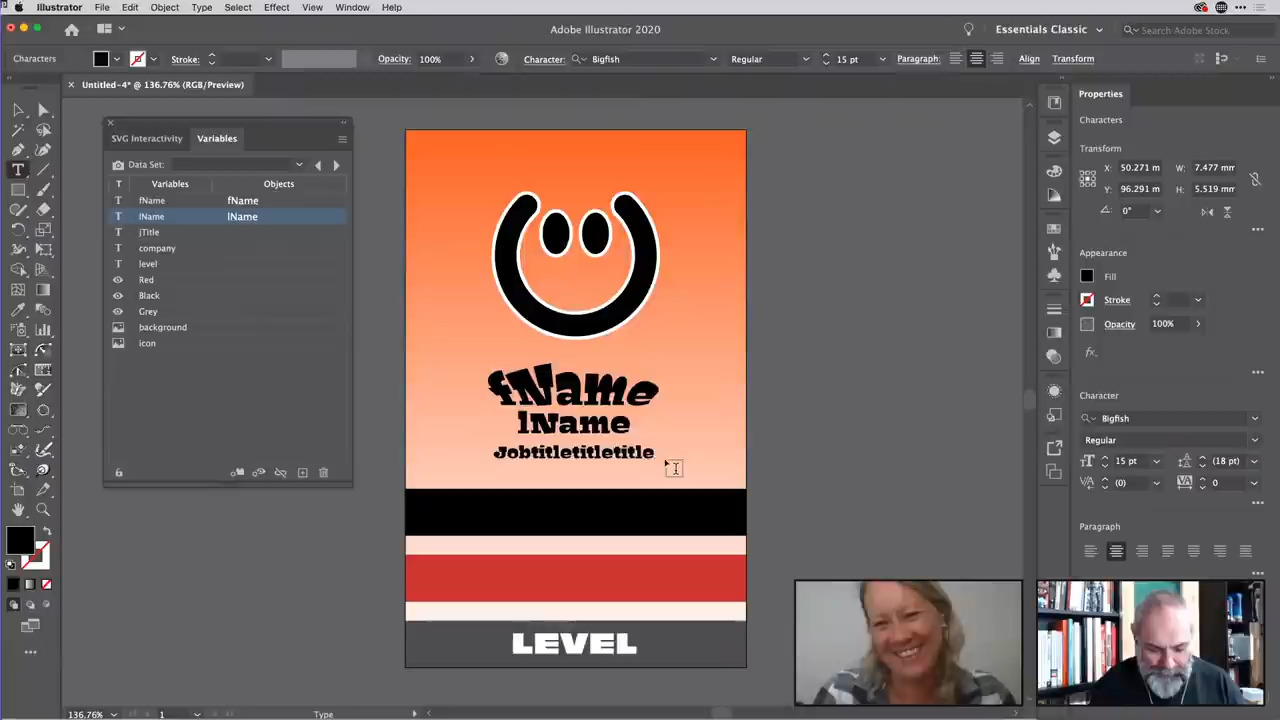 Illustrator File Edit Object Type Select Effect View Window Help
Adobe Illustrator 2020
Essentials Classic
Search Adobe Stock
Characters
Stroke:
Opacity: 100%
Character: Bigfish
Regular
15 pt
Paragraph:
Align
Transform
Untitled-4* @ 136.76% (RGB/Preview)
SVG Interactivity
Variables
Data Set:
T Variables Objects
T fName fName
T lName lName
T jTitle
T company
T level
Red
Black
Grey
background
icon
fName
lName
Jobtitletitletitle
LEVEL
Properties
Characters
Transform
X: 50.271 m W: 7.477 mm
Y: 96.291 m H: 5.519 mm
0°
Appearance
Fill
Stroke
Opacity 100%
fx.
Character
Bigfish
Regular
15 pt (18 pt)
(0) 0
Paragraph
136.76% 1 Type